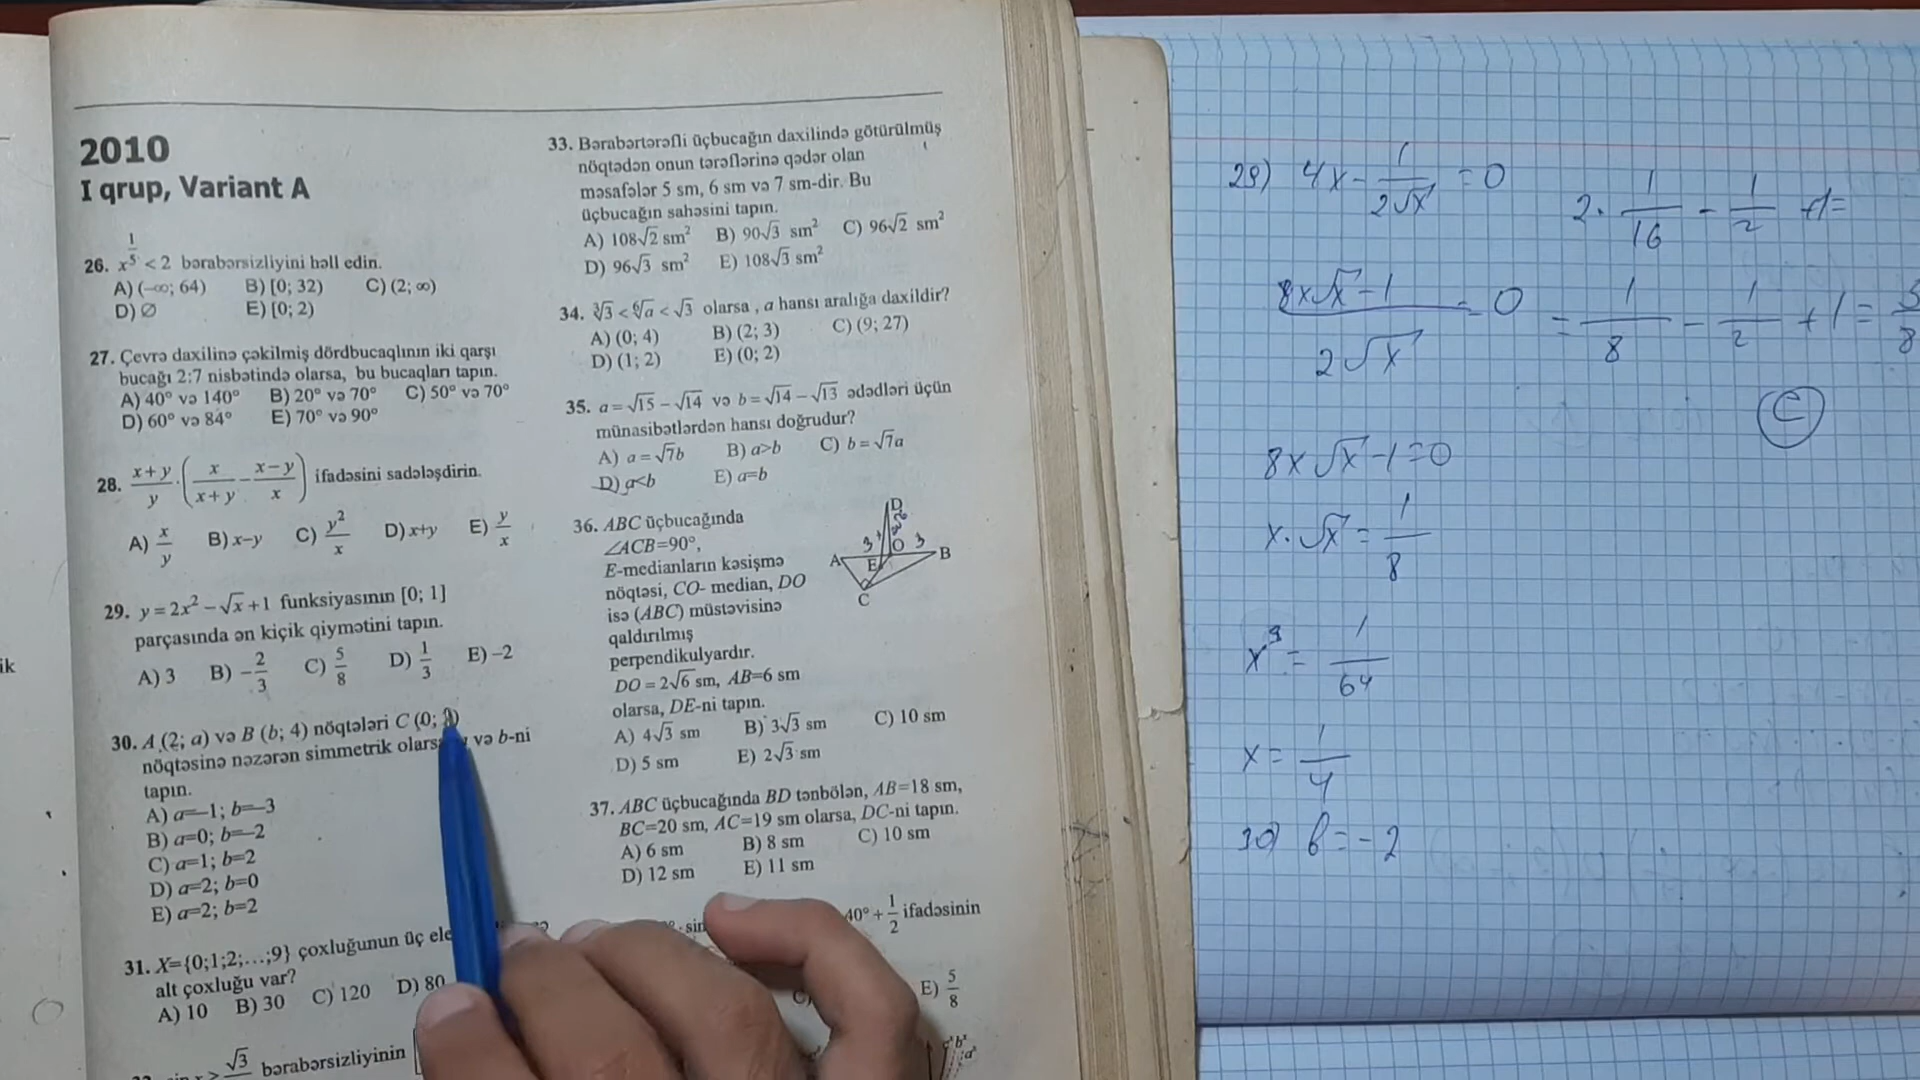 2010
I qrup, Variant A
26. x^(1/5) < 2 bərabərsizliyini həll edin.
A) (−∞; 64) B) [0; 32) C) (2; ∞)
D) ∅ E) [0; 2)
27. Çevrə daxilinə çəkilmiş dördbucaqlının iki qarşı
bucağı 2:7 nisbətində olarsa, bu bucaqları tapın.
A) 40° və 140° B) 20° və 70° C) 50° və 70°
D) 60° və 84° E) 70° və 90°
28. (x+y)/y · (x/(x+y) − (x−y)/x) ifadəsini sadələşdirin.
A) x/y B) x−y C) y²/x D) x+y E) y/x
29. y = 2x² − √x + 1 funksiyasının [0; 1]
parçasında ən kiçik qiymətini tapın.
A) 3 B) −2/3 C) 5/8 D) 1/3 E) −2
30. A (2; a) və B (b; 4) nöqtələri C (0;
nöqtəsinə nəzərən simmetrik və b-ni
tapın.
A) a=−1; b=−3
B) a=0; b=−2
C) a=1; b=2
D) a=2; b=0
E) a=2; b=2
31. X={0;1;2;…;9} çoxluğunun üç
alt çoxluğu var?
A) 10 B) 30 C) 120 D) 80
√3 bərabərsizliyinin
33. Bərabərtərəfli üçbucağın daxilində götürülmüş
nöqtədən onun tərəflərinə qədər olan
məsafələr 5 sm, 6 sm və 7 sm-dir. Bu
üçbucağın sahəsini tapın.
A) 108√2 sm² B) 90√3 sm² C) 96√2 sm²
D) 96√3 sm² E) 108√3 sm²
34. ∛3 < ⁶√a < √3 olarsa , a hansı aralığa daxildir?
A) (0; 4) B) (2; 3) C) (9; 27)
D) (1; 2) E) (0; 2)
35. a = √15 − √14 və b = √14 − √13 ədədləri üçün
münasibətlərdən hansı doğrudur?
A) a = √7b B) a>b C) b = √7a
D) a<b E) a=b
36. ABC üçbucağında
∠ACB=90°,
E-medianların kəsişmə
nöqtəsi, CO- median, DO
isə (ABC) müstəvisinə
qaldırılmış
perpendikulyardır.
DO = 2√6 sm, AB=6 sm
olarsa, DE-ni tapın.
A) 4√3 sm B) 3√3 sm C) 10 sm
D) 5 sm E) 2√3 sm
D
3 O 3
A E B
C
37. ABC üçbucağında BD tənbölən, AB=18 sm,
BC=20 sm, AC=19 sm olarsa, DC-ni tapın.
A) 6 sm B) 8 sm C) 10 sm
D) 12 sm E) 11 sm
40° + 1/2 ifadəsinin
E) 5/8
29) 4x − 1/(2√x) = 0
(8x√x − 1)/(2√x) = 0
8x√x − 1 = 0
x · √x = 1/8
x³ = 1/64
x = 1/4
30) b = −2
2 · 1/16 − 1/2 + 1 =
= 1/8 − 1/2 + 1 = 5/8
C